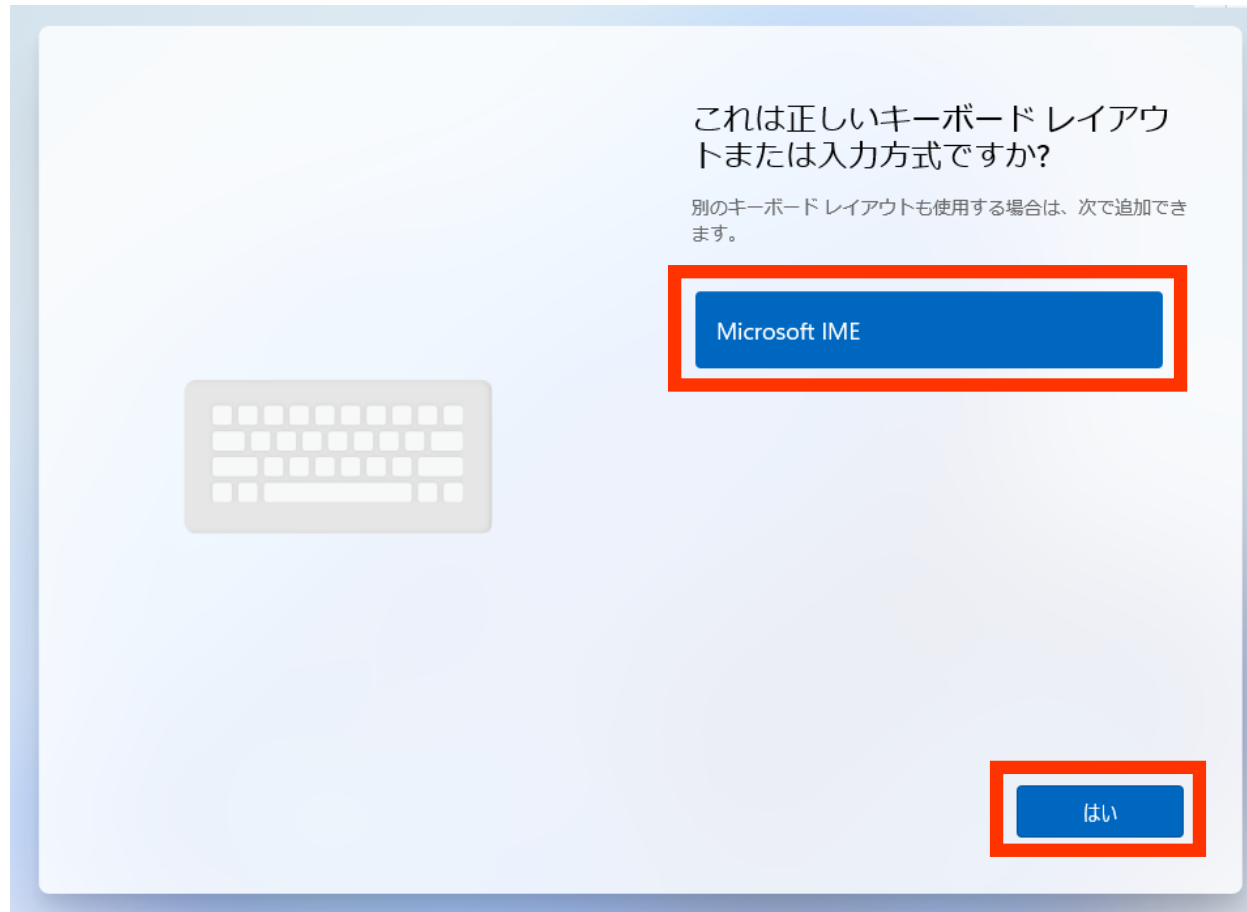 これは正しいキーボード レイアウ
トまたは入力方式ですか?
別のキーボード レイアウトも使用する場合は、次で追加でき
ます。
Microsoft IME
はい